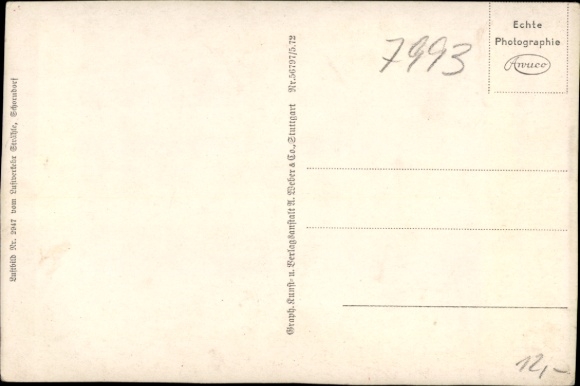 Luftbild Nr. 2947 vom Luftverkehr Strähle, Schorndorf
Graph. Kunst- u. Verlagsanstalt A. Weber & Co., Stuttgart Nr. 56797/5.72
7993
Echte
Photographie
Awuco
12,-